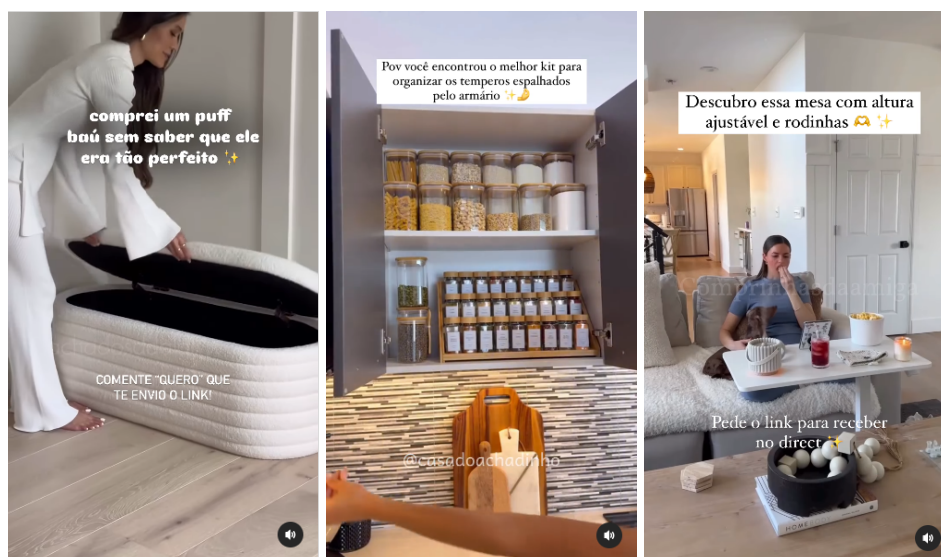 comprei um puff
baú sem saber que ele
era tão perfeito ✨
COMENTE "QUERO" QUE
TE ENVIO O LINK!
Pov você encontrou o melhor kit para
organizar os temperos espalhados
pelo armário ✨🤌
@casadoachadinho
Descubro essa mesa com altura
ajustável e rodinhas 🫶 ✨
Comprinhasdaamiga
Pede o link para receber
no direct ✨
HOME